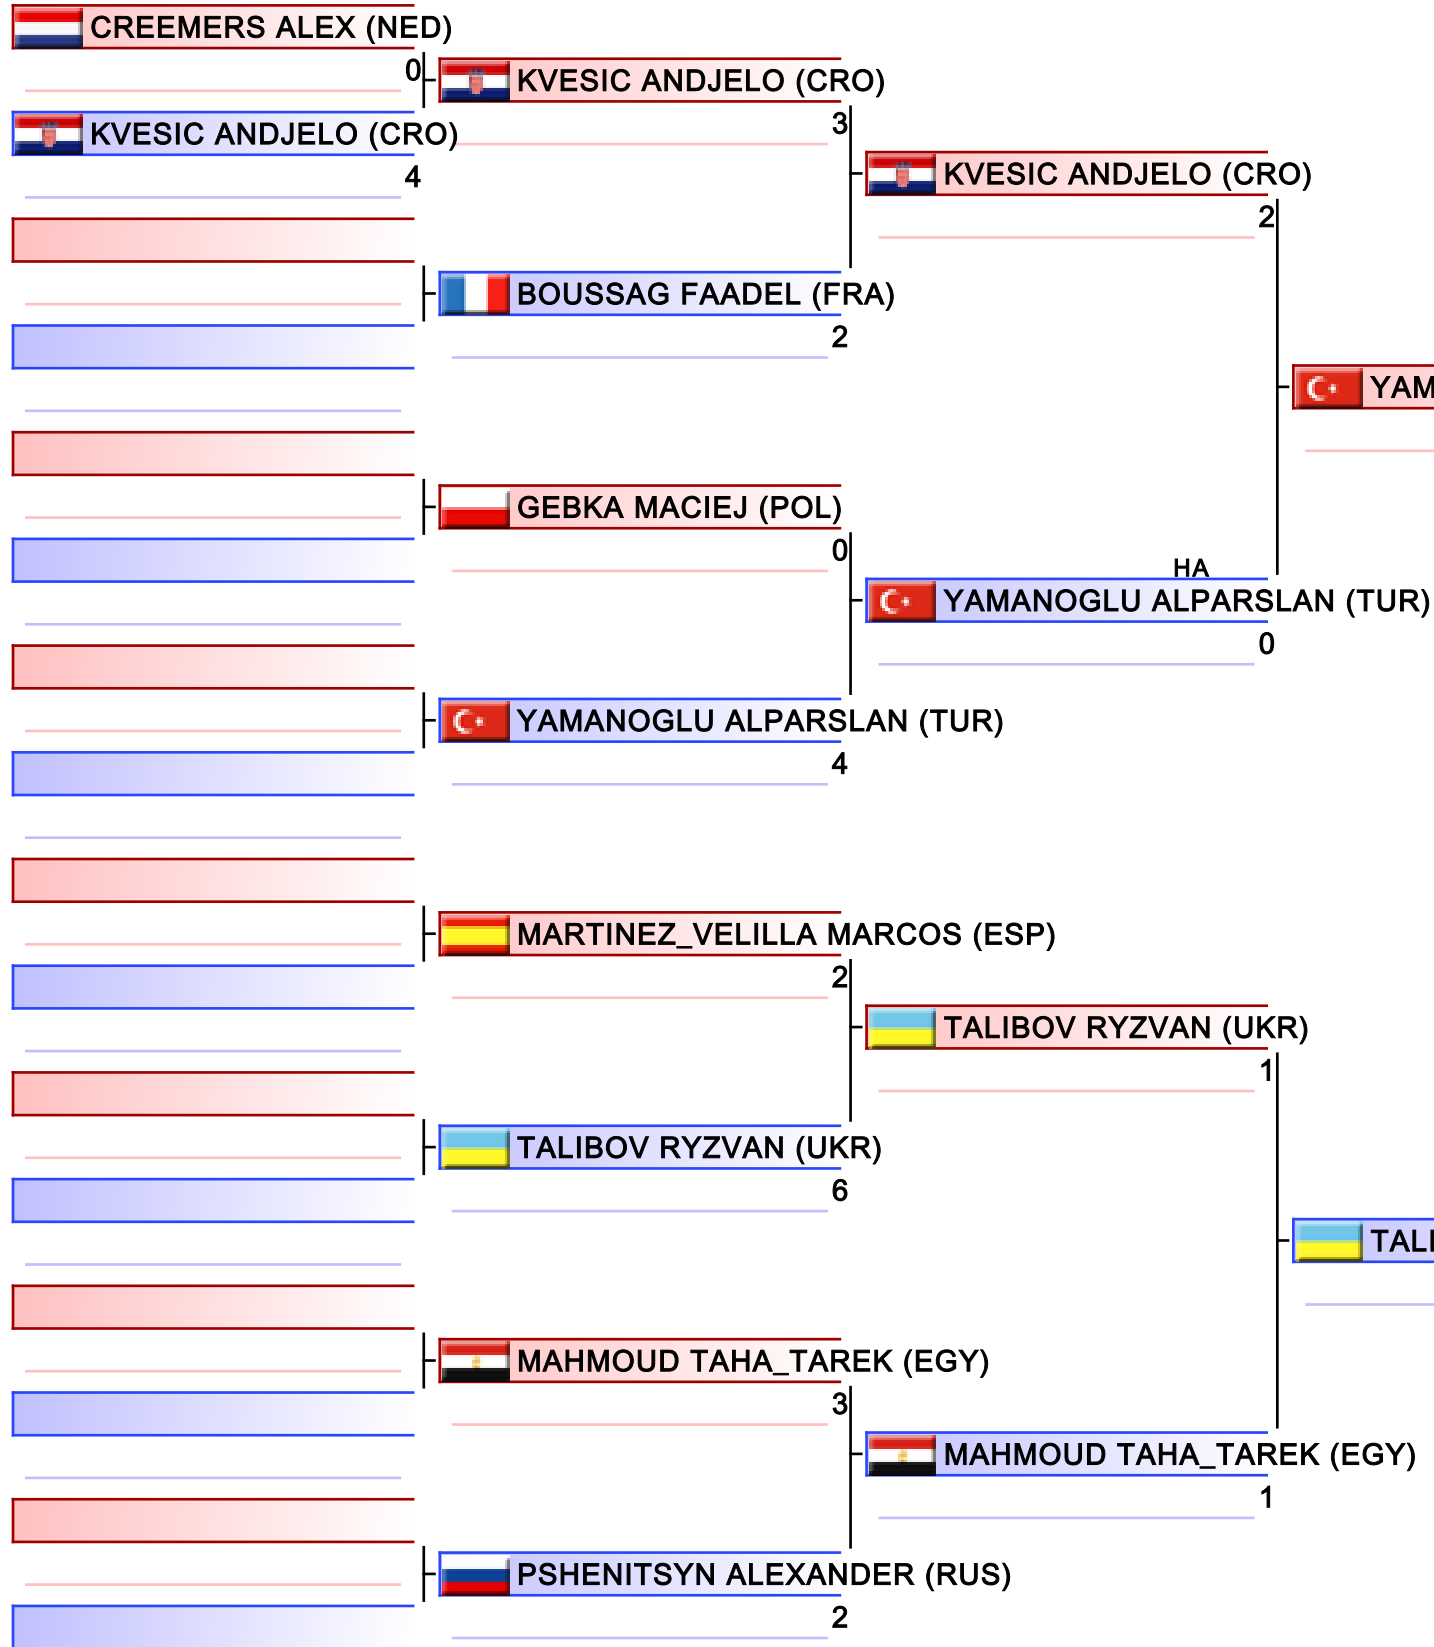 CREEMERS ALEX (NED)
0
KVESIC ANDJELO (CRO)
4
KVESIC ANDJELO (CRO)
3
BOUSSAG FAADEL (FRA)
2
GEBKA MACIEJ (POL)
0
YAMANOGLU ALPARSLAN (TUR)
4
MARTINEZ_VELILLA MARCOS (ESP)
2
TALIBOV RYZVAN (UKR)
6
MAHMOUD TAHA_TAREK (EGY)
3
PSHENITSYN ALEXANDER (RUS)
2
KVESIC ANDJELO (CRO)
2
HA
YAMANOGLU ALPARSLAN (TUR)
0
TALIBOV RYZVAN (UKR)
1
MAHMOUD TAHA_TAREK (EGY)
1
YAM
TALI